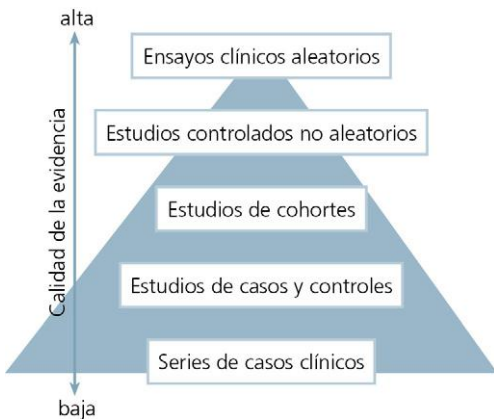 alta
Ensayos clínicos aleatorios
Estudios controlados no aleatorios
Estudios de cohortes
Estudios de casos y controles
Series de casos clínicos
baja
Calidad de la evidencia